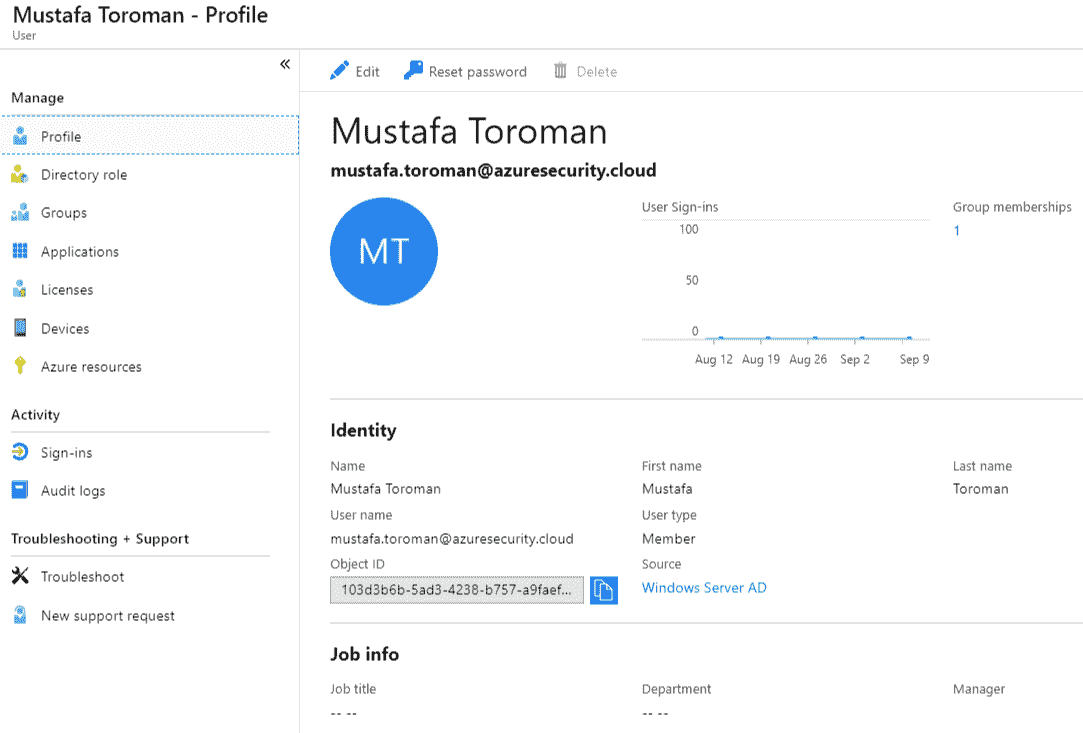 Mustafa Toroman - Profile
User
«
Manage
Profile
Directory role
Groups
Applications
Licenses
Devices
Azure resources
Activity
Sign-ins
Audit logs
Troubleshooting + Support
Troubleshoot
New support request
Edit Reset password Delete
Mustafa Toroman
mustafa.toroman@azuresecurity.cloud
MT
User Sign-ins
100
50
0
Aug 12 Aug 19 Aug 26 Sep 2 Sep 9
Group memberships
1
Identity
Name First name Last name
Mustafa Toroman Mustafa Toroman
User name User type
mustafa.toroman@azuresecurity.cloud Member
Object ID Source
103d3b6b-5ad3-4238-b757-a9faef... Windows Server AD
Job info
Job title Department Manager
-- -- -- --